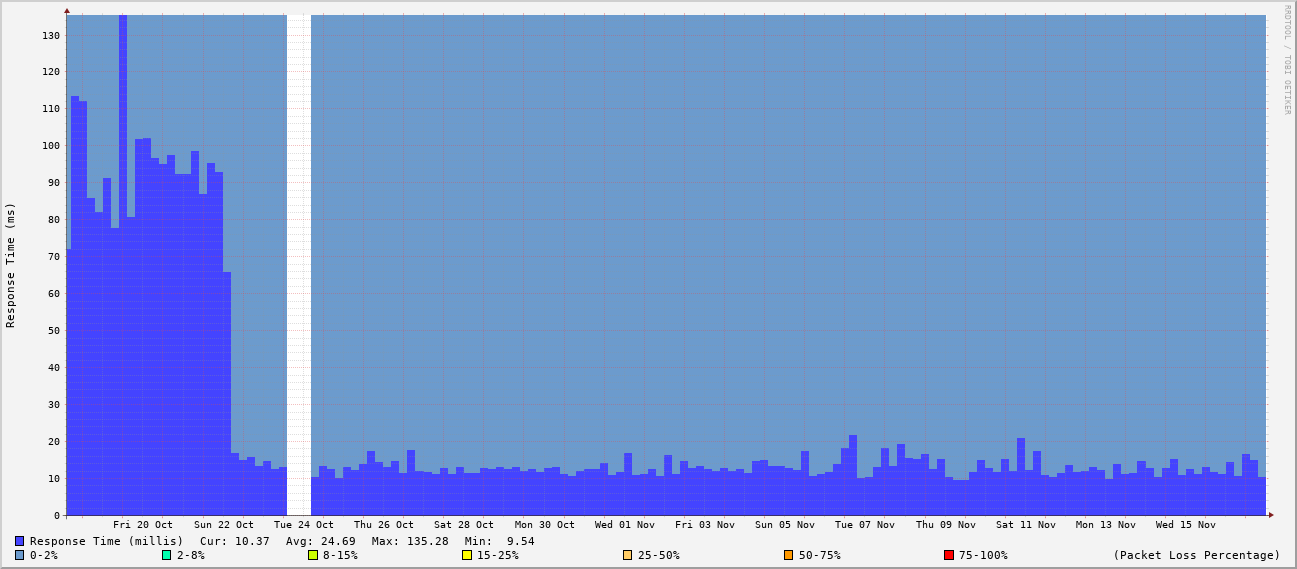 RRDTOOL / TOBI OETIKER
Response Time (ms)
130
120
110
100
90
80
70
60
50
40
30
20
10
0
Fri 20 Oct Sun 22 Oct Tue 24 Oct Thu 26 Oct Sat 28 Oct Mon 30 Oct Wed 01 Nov Fri 03 Nov Sun 05 Nov Tue 07 Nov Thu 09 Nov Sat 11 Nov Mon 13 Nov Wed 15 Nov
Response Time (millis) Cur: 10.37 Avg: 24.69 Max: 135.28 Min: 9.54
0-2% 2-8% 8-15% 15-25% 25-50% 50-75% 75-100% (Packet Loss Percentage)